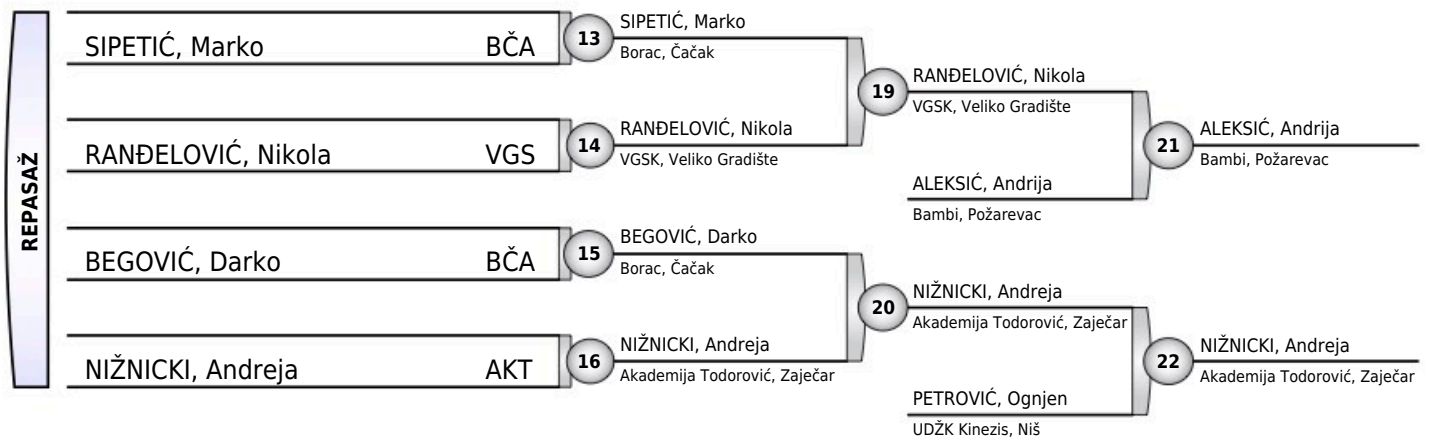 REPASAŽ
SIPETIĆ, Marko BČA
RANĐELOVIĆ, Nikola VGS
BEGOVIĆ, Darko BČA
NIŽNICKI, Andreja AKT
13
SIPETIĆ, Marko
Borac, Čačak
14
RANĐELOVIĆ, Nikola
VGSK, Veliko Gradište
15
BEGOVIĆ, Darko
Borac, Čačak
16
NIŽNICKI, Andreja
Akademija Todorović, Zaječar
19
RANĐELOVIĆ, Nikola
VGSK, Veliko Gradište
ALEKSIĆ, Andrija
Bambi, Požarevac
20
NIŽNICKI, Andreja
Akademija Todorović, Zaječar
PETROVIĆ, Ognjen
UDŽK Kinezis, Niš
21
ALEKSIĆ, Andrija
Bambi, Požarevac
22
NIŽNICKI, Andreja
Akademija Todorović, Zaječar